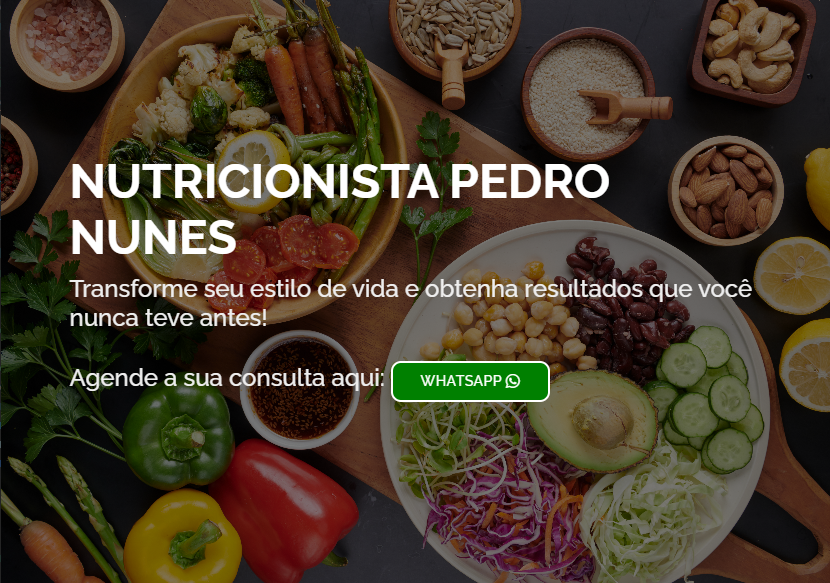 NUTRICIONISTA PEDRO
NUNES
Transforme seu estilo de vida e obtenha resultados que você
nunca teve antes!
Agende a sua consulta aqui: WHATSAPP